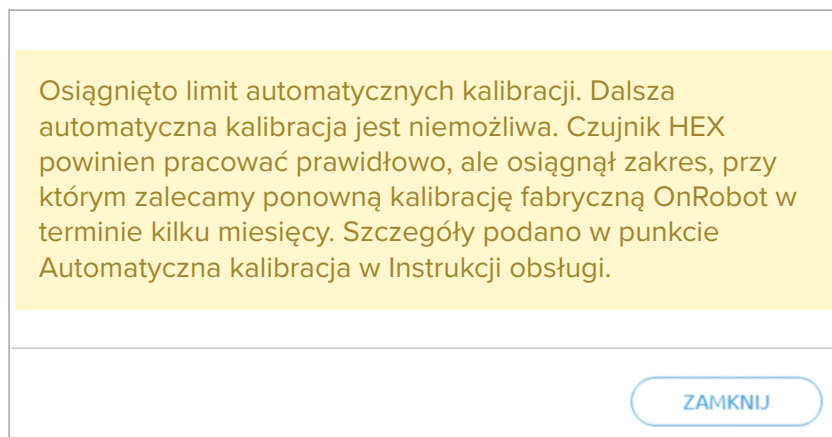 Osiągnięto limit automatycznych kalibracji. Dalsza
automatyczna kalibracja jest niemożliwa. Czujnik HEX
powinien pracować prawidłowo, ale osiągnął zakres, przy
którym zalecamy ponowną kalibrację fabryczną OnRobot w
terminie kilku miesięcy. Szczegóły podano w punkcie
Automatyczna kalibracja w Instrukcji obsługi.
ZAMKNIJ